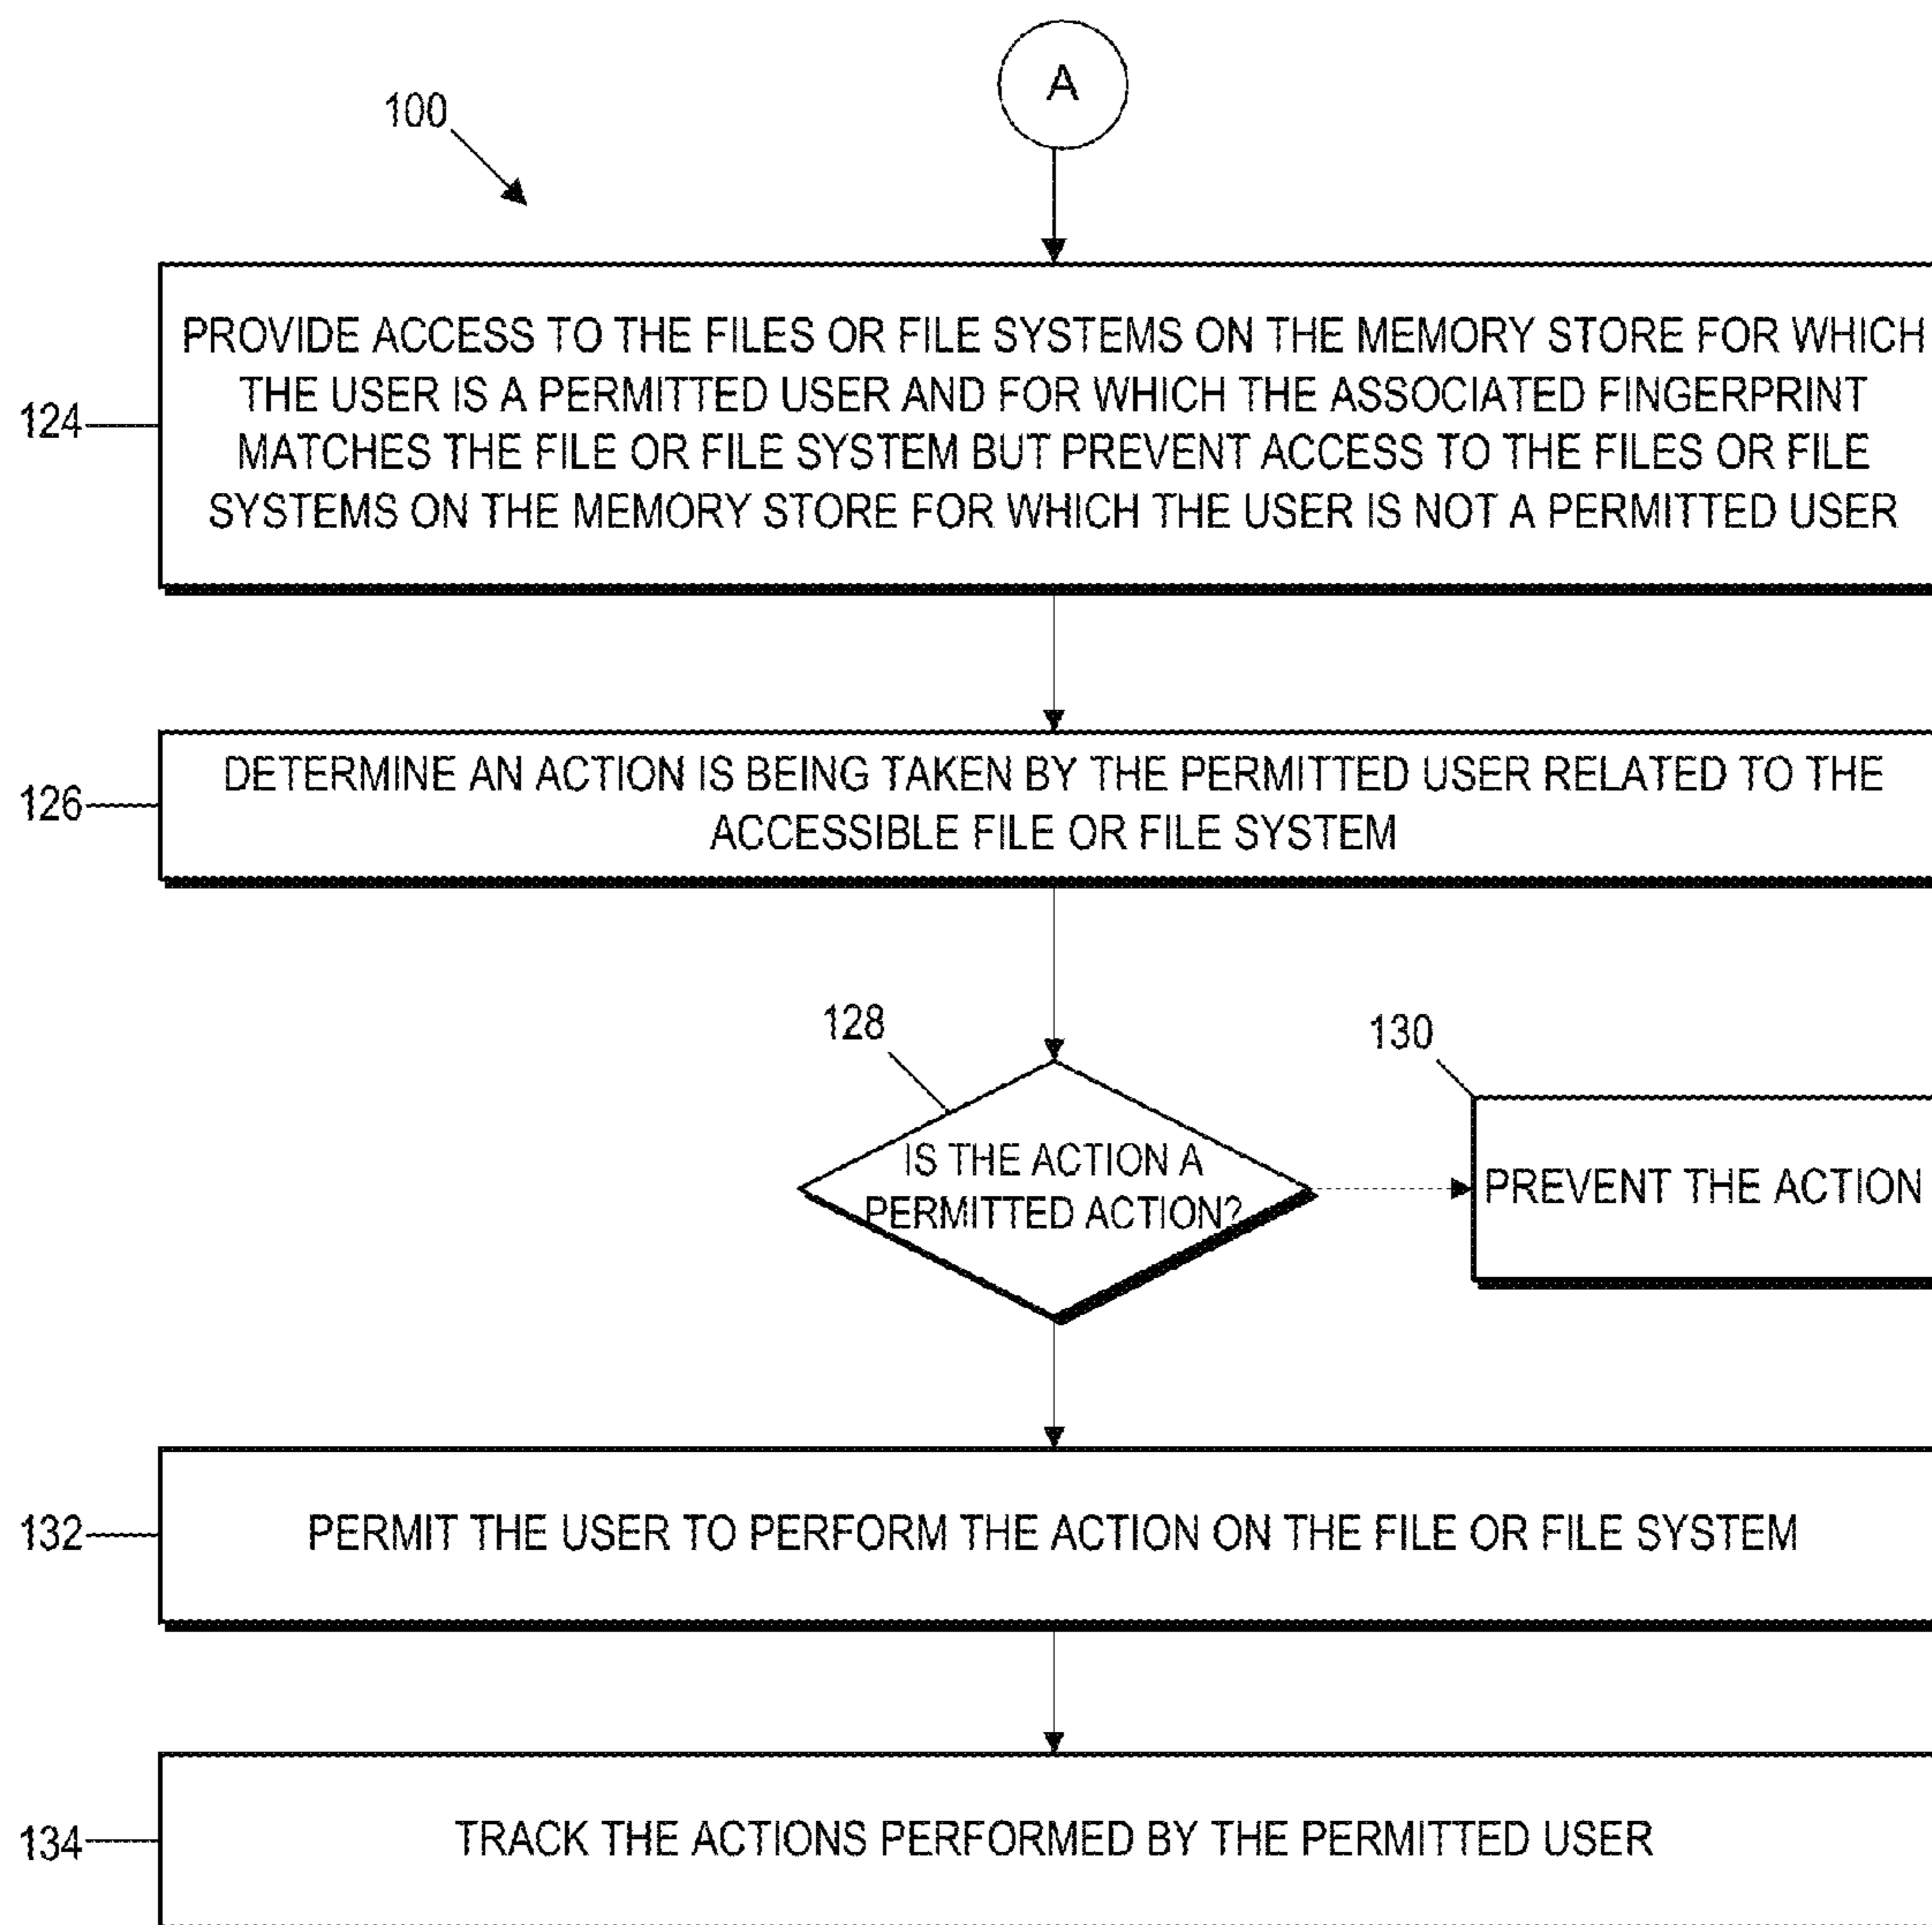 A
100
PROVIDE ACCESS TO THE FILES OR FILE SYSTEMS ON THE MEMORY STORE FOR WHICH
THE USER IS A PERMITTED USER AND FOR WHICH THE ASSOCIATED FINGERPRINT
124
MATCHES THE FILE OR FILE SYSTEM BUT PREVENT ACCESS TO THE FILES OR FILE
SYSTEMS ON THE MEMORY STORE FOR WHICH THE USER IS NOT A PERMITTED USER
126
DETERMINE AN ACTION IS BEING TAKEN BY THE PERMITTED USER RELATED TO THE
ACCESSIBLE FILE OR FILE SYSTEM
128
IS THE ACTION A
PERMITTED ACTION?
130
PREVENT THE ACTION
132
PERMIT THE USER TO PERFORM THE ACTION ON THE FILE OR FILE SYSTEM
134
TRACK THE ACTIONS PERFORMED BY THE PERMITTED USER